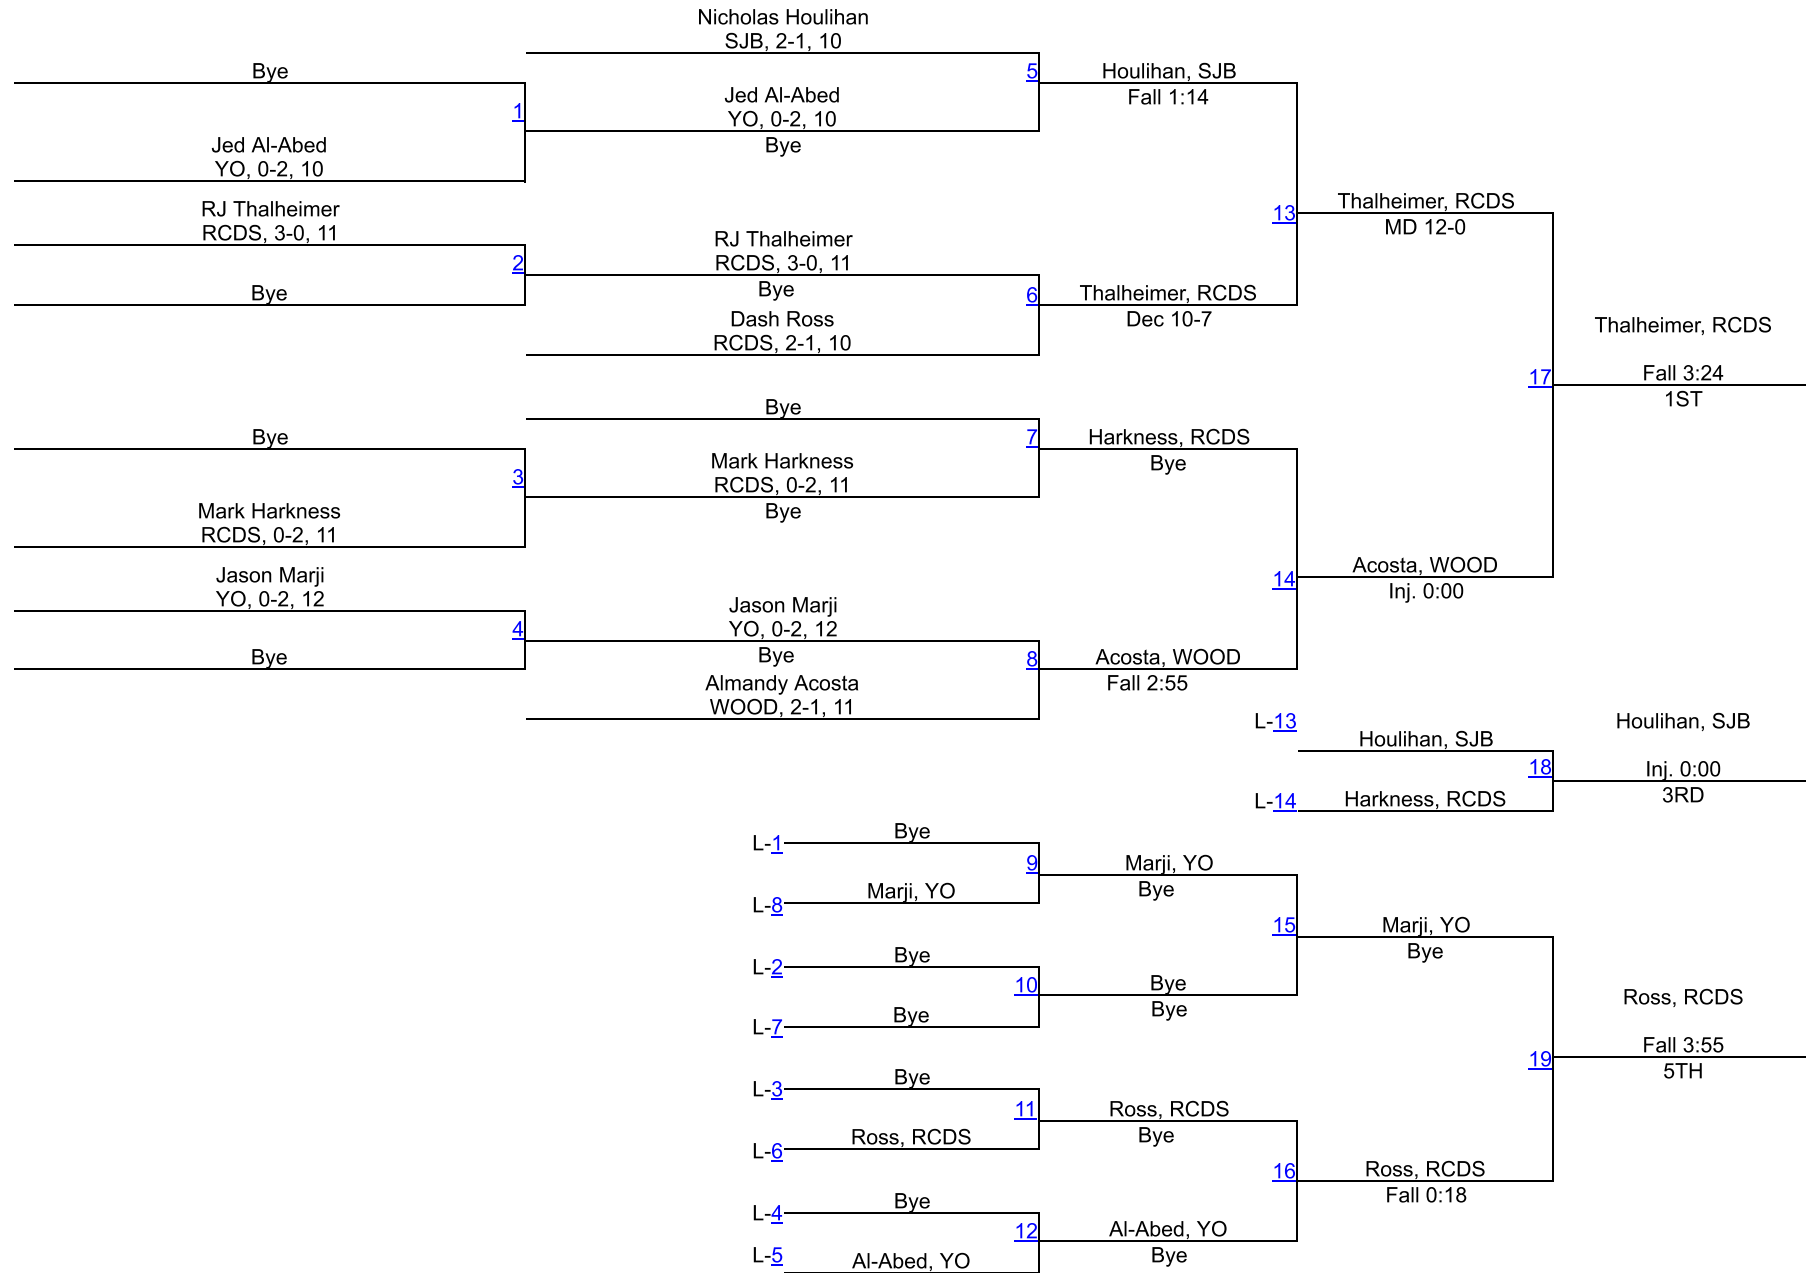 Nicholas Houlihan
SJB, 2-1, 10
Bye
5
Houlihan, SJB
Fall 1:14
1
Jed Al-Abed
YO, 0-2, 10
Bye
Jed Al-Abed
YO, 0-2, 10
RJ Thalheimer
RCDS, 3-0, 11
13
Thalheimer, RCDS
MD 12-0
2
RJ Thalheimer
RCDS, 3-0, 11
Bye
Bye
6
Thalheimer, RCDS
Dec 10-7
Dash Ross
RCDS, 2-1, 10
Thalheimer, RCDS
17
Fall 3:24
1ST
Bye
Bye
7
Harkness, RCDS
Bye
3
Mark Harkness
RCDS, 0-2, 11
Bye
Mark Harkness
RCDS, 0-2, 11
Jason Marji
YO, 0-2, 12
14
Acosta, WOOD
Inj. 0:00
4
Jason Marji
YO, 0-2, 12
Bye
Bye
8
Acosta, WOOD
Fall 2:55
Almandy Acosta
WOOD, 2-1, 11
L-13
Houlihan, SJB
Houlihan, SJB
18
Inj. 0:00
3RD
L-14
Harkness, RCDS
L-1
Bye
9
Marji, YO
Bye
L-8
Marji, YO
15
Marji, YO
Bye
L-2
Bye
10
Bye
Bye
L-7
Bye
Ross, RCDS
19
Fall 3:55
5TH
L-3
Bye
11
Ross, RCDS
Bye
L-6
Ross, RCDS
16
Ross, RCDS
Fall 0:18
L-4
Bye
12
Al-Abed, YO
Bye
L-5
Al-Abed, YO